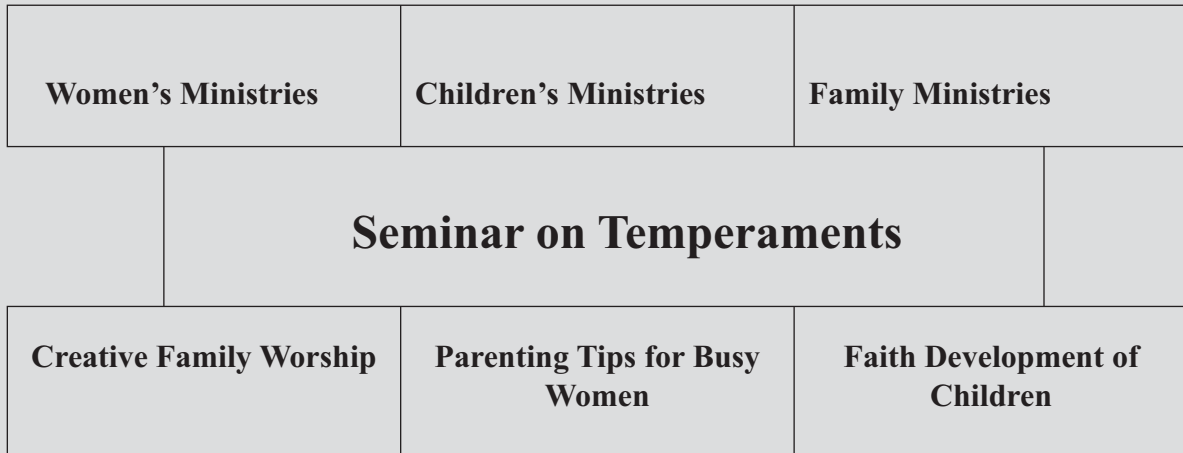 Women’s Ministries
Children’s Ministries
Family Ministries
Seminar on Temperaments
Creative Family Worship
Parenting Tips for Busy
Women
Faith Development of
Children